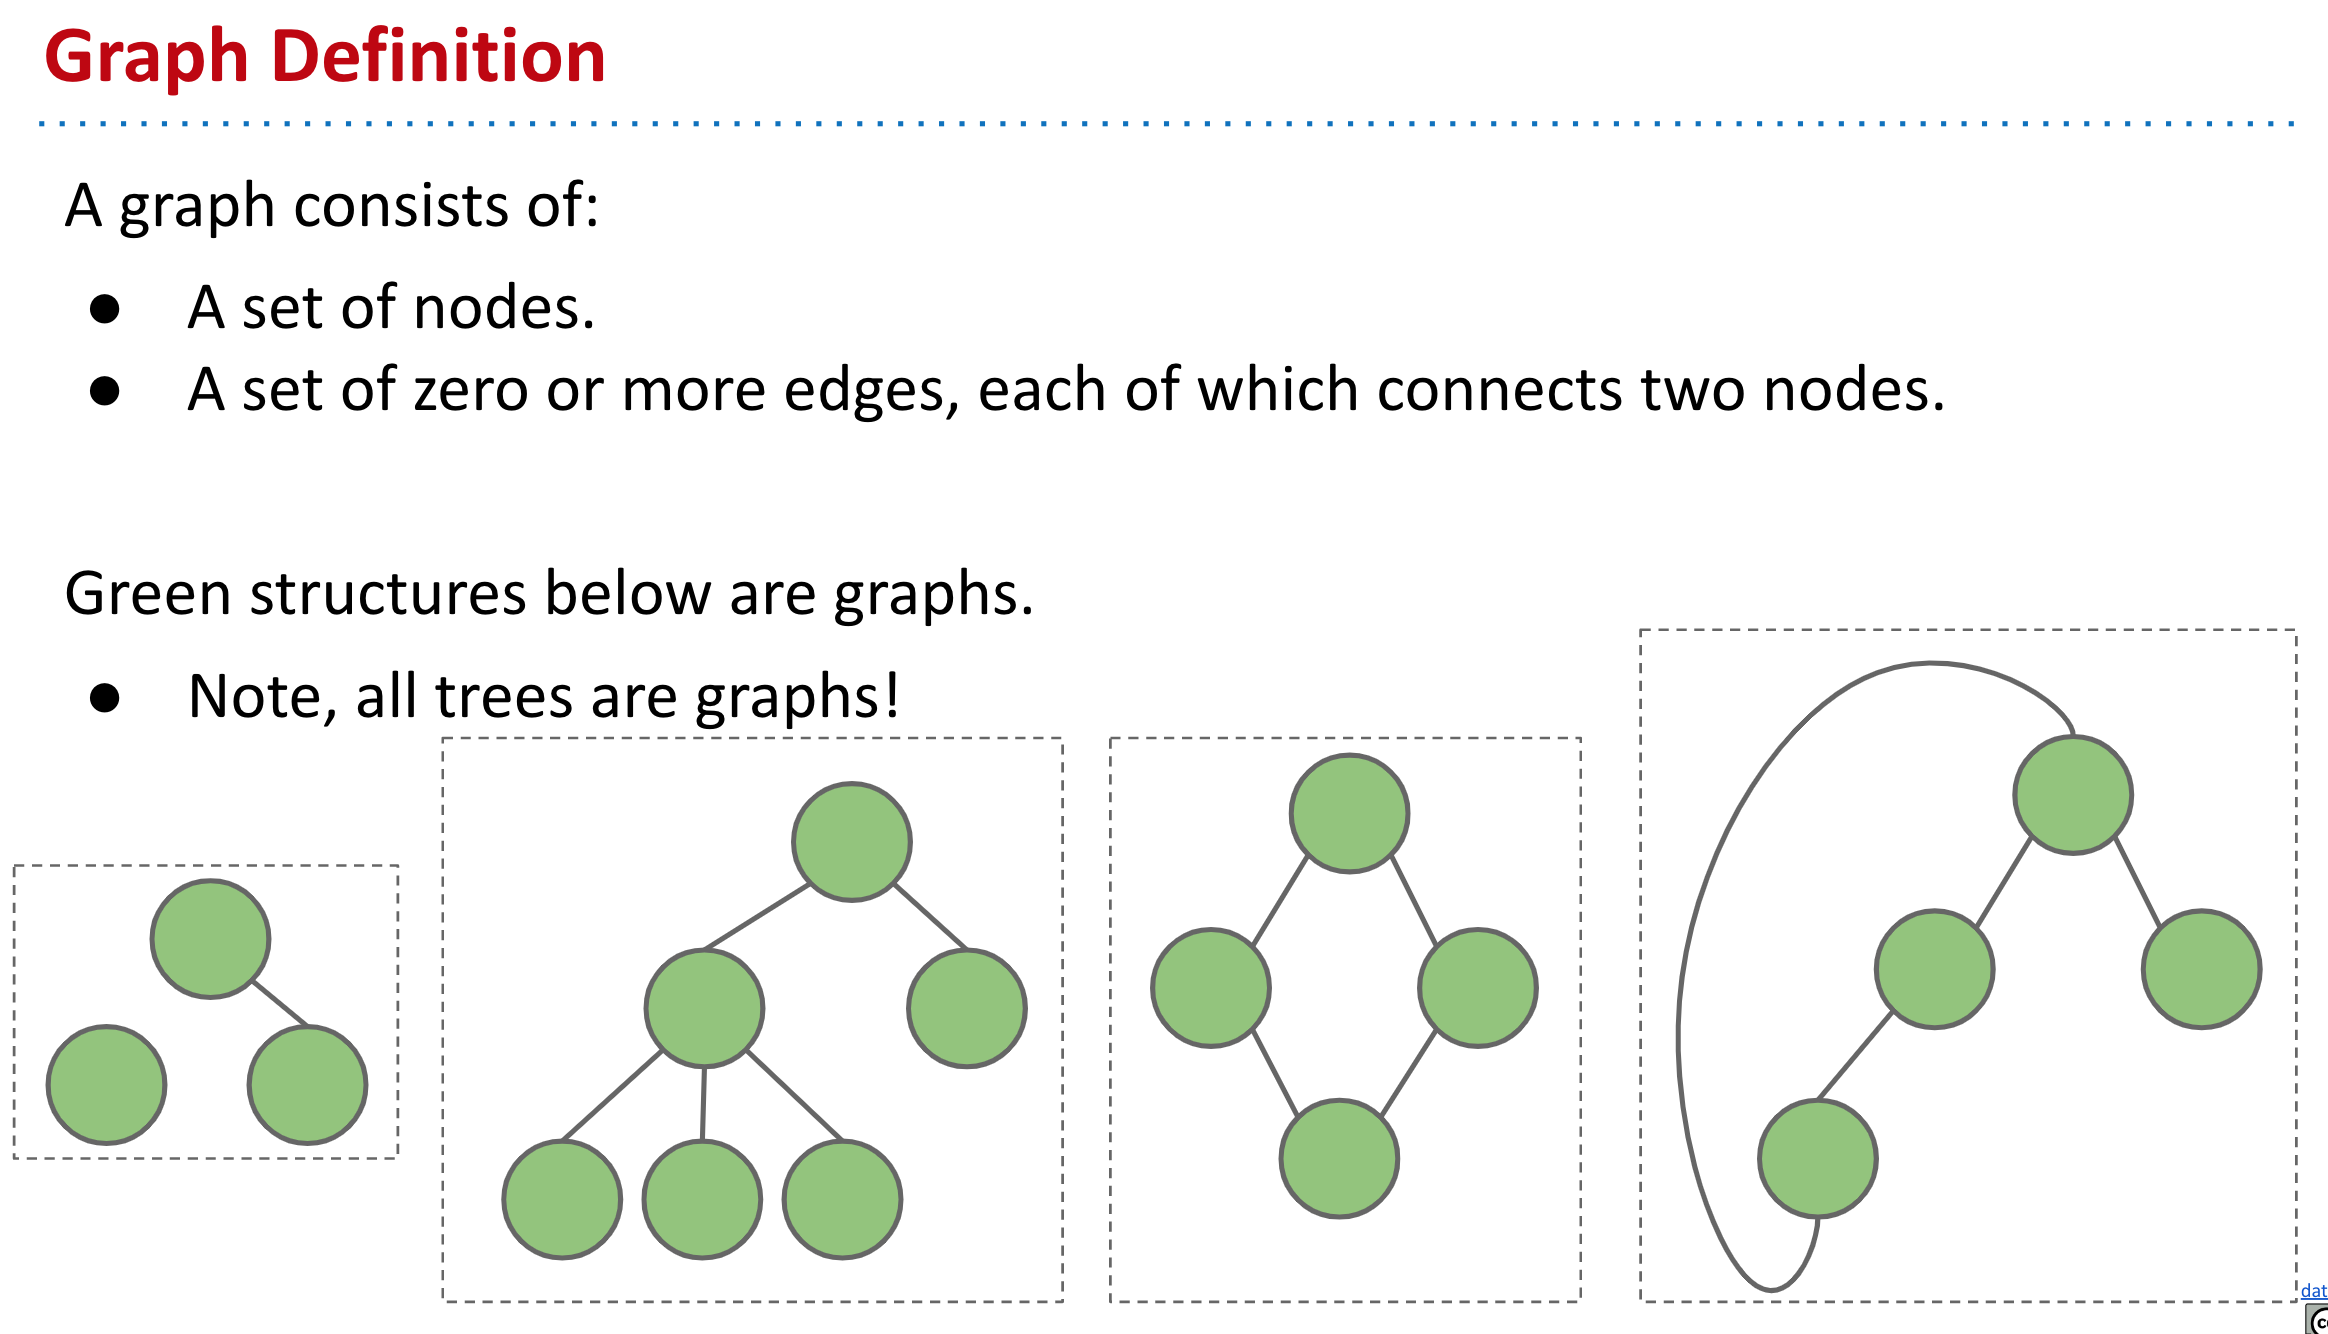 Graph Definition
A graph consists of:
● A set of nodes.
● A set of zero or more edges, each of which connects two nodes.
Green structures below are graphs.
● Note, all trees are graphs!